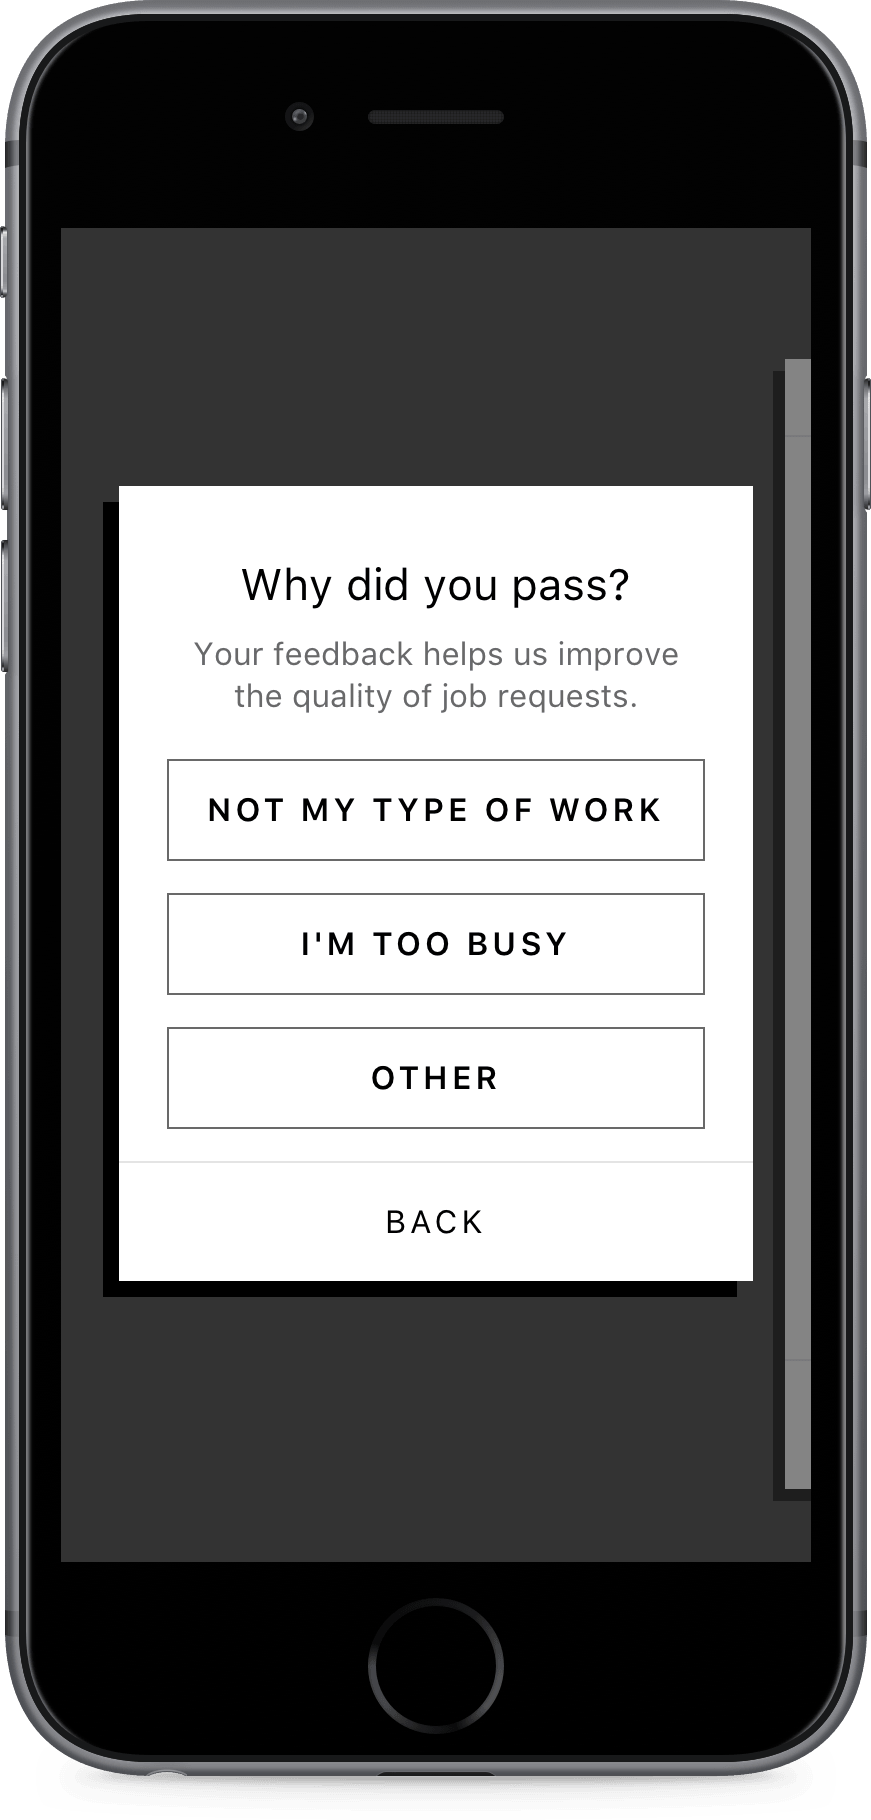 Why did you pass?
Your feedback helps us improve
the quality of job requests.
NOT MY TYPE OF WORK
I'M TOO BUSY
OTHER
BACK